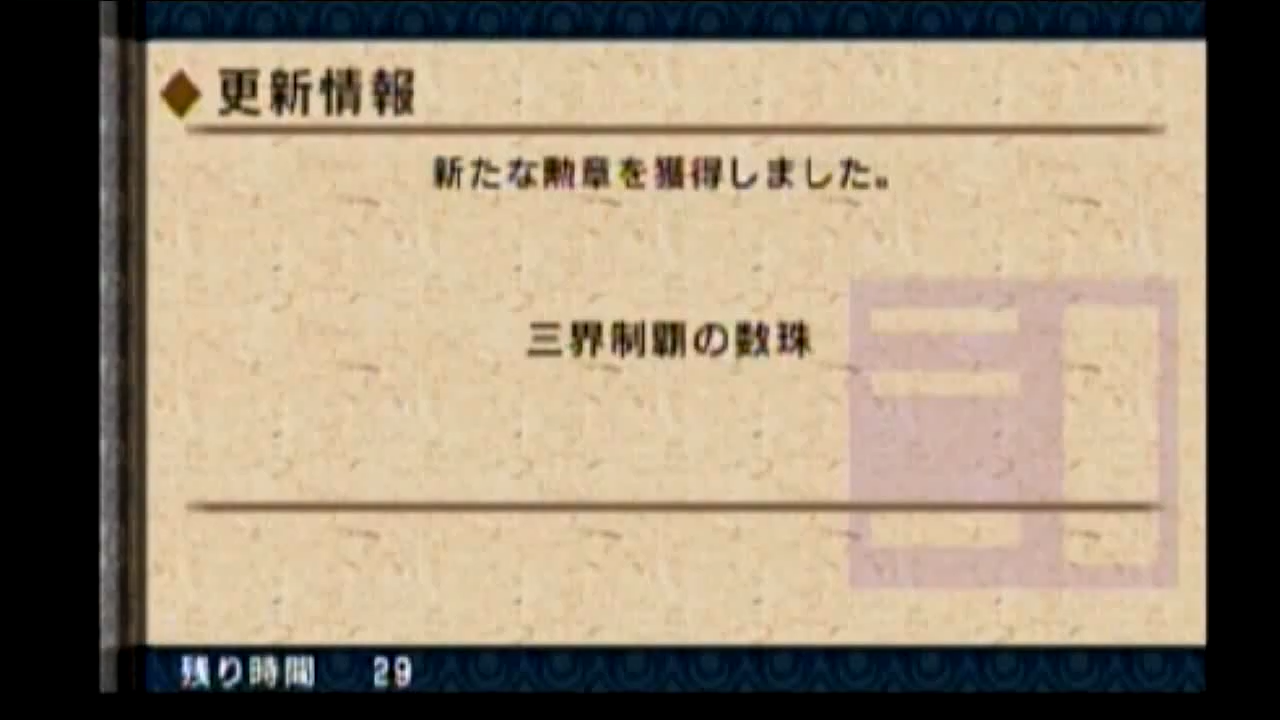 更新情報
新たな勲章を獲得しました。
三界制覇の数珠
残り時間 29